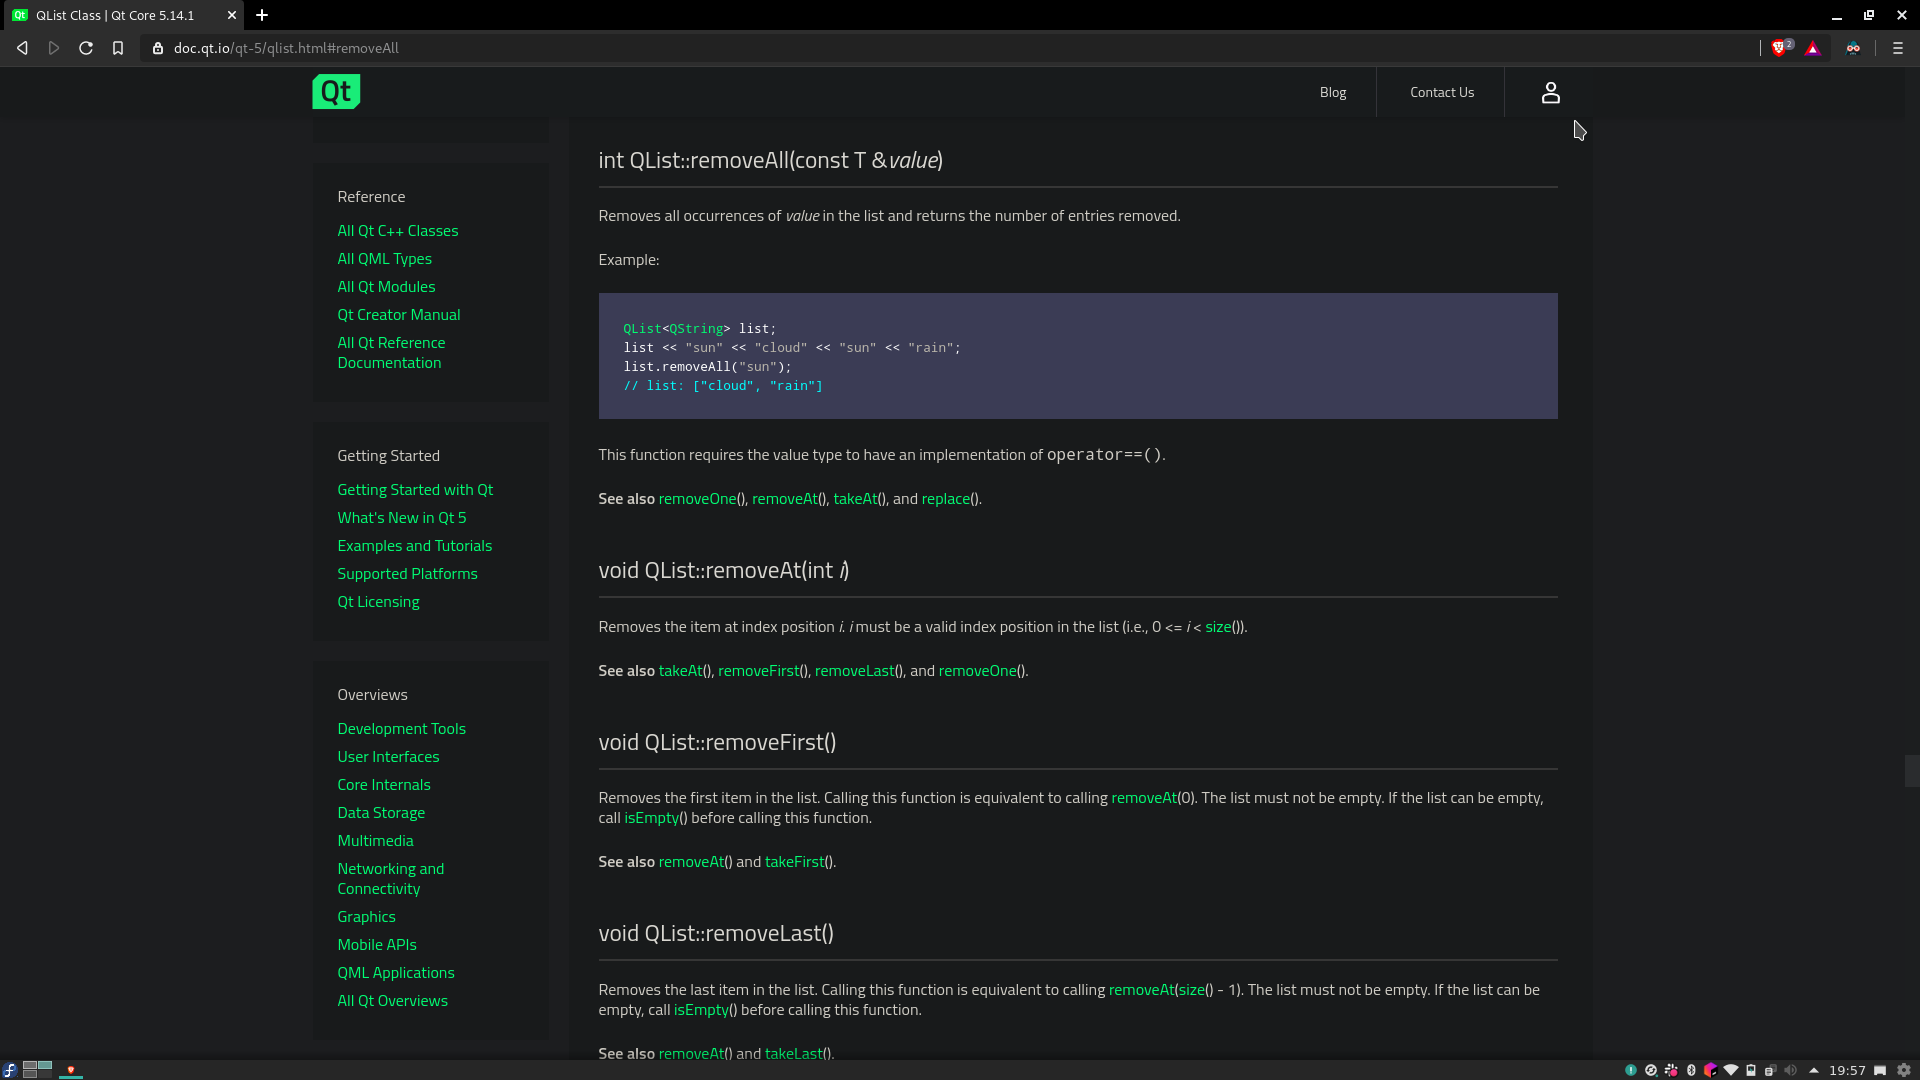 QList Class | Qt Core 5.14.1
doc.qt.io/qt-5/qlist.html#removeAll
2
Qt
Blog
Contact Us
Reference
All Qt C++ Classes
All QML Types
All Qt Modules
Qt Creator Manual
All Qt Reference
Documentation
Getting Started
Getting Started with Qt
What's New in Qt 5
Examples and Tutorials
Supported Platforms
Qt Licensing
Overviews
Development Tools
User Interfaces
Core Internals
Data Storage
Multimedia
Networking and
Connectivity
Graphics
Mobile APIs
QML Applications
All Qt Overviews
int QList::removeAll(const T &value)
Removes all occurrences of value in the list and returns the number of entries removed.
Example:
QList<QString> list;
list << "sun" << "cloud" << "sun" << "rain";
list.removeAll("sun");
// list: ["cloud", "rain"]
This function requires the value type to have an implementation of operator==().
See also removeOne(), removeAt(), takeAt(), and replace().
void QList::removeAt(int i)
Removes the item at index position i. i must be a valid index position in the list (i.e., 0 <= i < size()).
See also takeAt(), removeFirst(), removeLast(), and removeOne().
void QList::removeFirst()
Removes the first item in the list. Calling this function is equivalent to calling removeAt(0). The list must not be empty. If the list can be empty,
call isEmpty() before calling this function.
See also removeAt() and takeFirst().
void QList::removeLast()
Removes the last item in the list. Calling this function is equivalent to calling removeAt(size() - 1). The list must not be empty. If the list can be
empty, call isEmpty() before calling this function.
See also removeAt() and takeLast().
19:57